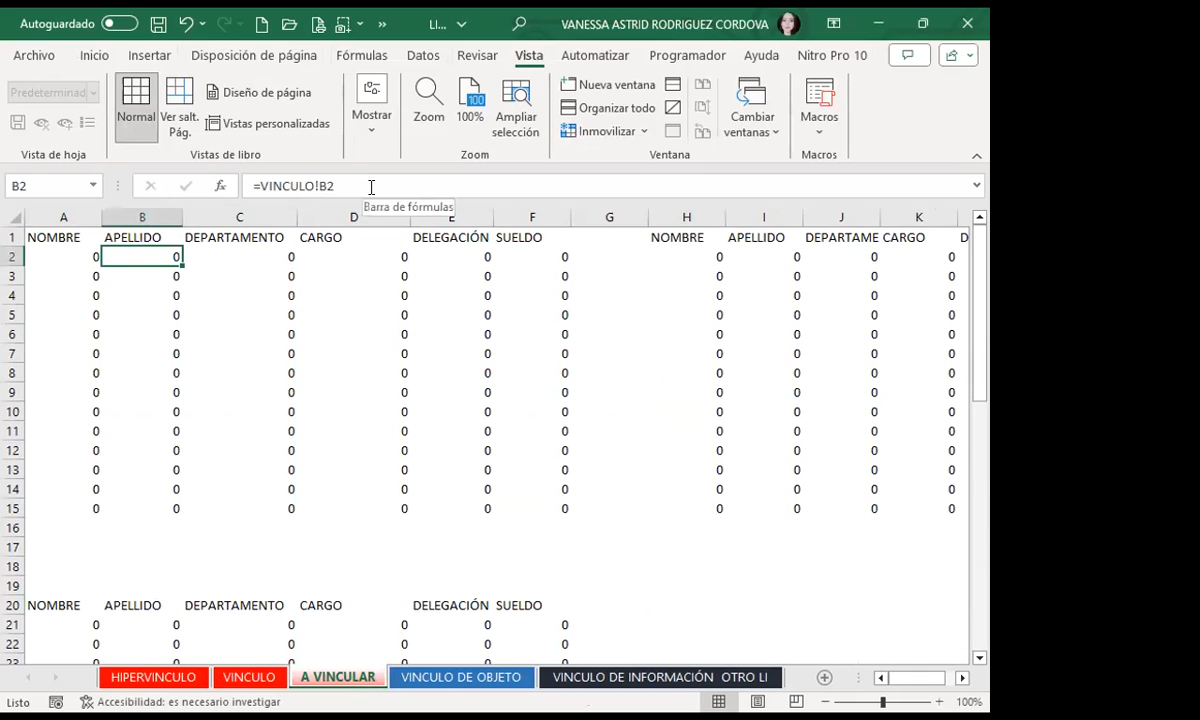 Autoguardado LI... VANESSA ASTRID RODRIGUEZ CORDOVA
Archivo Inicio Insertar Disposición de página Fórmulas Datos Revisar Vista Automatizar Programador Ayuda Nitro Pro 10
Predeterminad Normal Ver salt. Pág. Diseño de página Vistas personalizadas Mostrar Zoom 100 100% Ampliar selección Nueva ventana Organizar todo Inmovilizar Cambiar ventanas Macros
Vista de hoja Vistas de libro Zoom Ventana Macros
B2 fx =VINCULO!B2
Barra de fórmulas
A B C D E F G H I J K
1 NOMBRE APELLIDO DEPARTAMENTO CARGO DELEGACIÓN SUELDO NOMBRE APELLIDO DEPARTAME CARGO D
2 0 0 0 0 0 0 0 0 0 0
3 0 0 0 0 0 0 0 0 0 0
4 0 0 0 0 0 0 0 0 0 0
5 0 0 0 0 0 0 0 0 0 0
6 0 0 0 0 0 0 0 0 0 0
7 0 0 0 0 0 0 0 0 0 0
8 0 0 0 0 0 0 0 0 0 0
9 0 0 0 0 0 0 0 0 0 0
10 0 0 0 0 0 0 0 0 0 0
11 0 0 0 0 0 0 0 0 0 0
12 0 0 0 0 0 0 0 0 0 0
13 0 0 0 0 0 0 0 0 0 0
14 0 0 0 0 0 0 0 0 0 0
15 0 0 0 0 0 0 0 0 0 0
16
17
18
19
20 NOMBRE APELLIDO DEPARTAMENTO CARGO DELEGACIÓN SUELDO
21 0 0 0 0 0 0
22 0 0 0 0 0 0
23 0 0 0 0 0 0
HIPERVINCULO VINCULO A VINCULAR VINCULO DE OBJETO VINCULO DE INFORMACIÓN OTRO LI
Listo Accesibilidad: es necesario investigar 100%